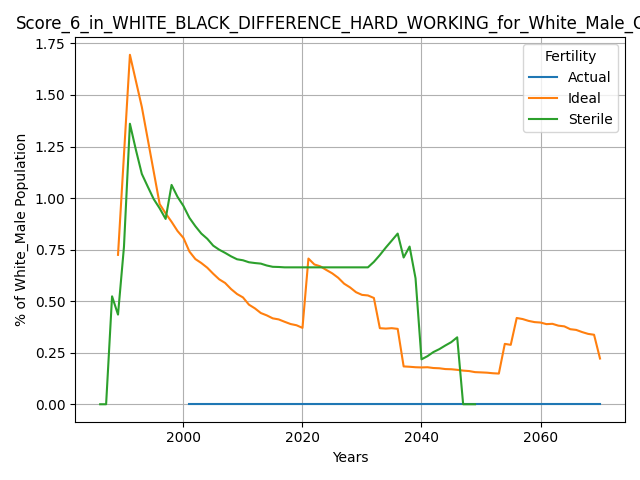 Score_6_in_WHITE_BLACK_DIFFERENCE_HARD_WORKING_for_White_Male_
Fertility
Actual
Ideal
Sterile
% of White_Male Population
1.75
1.50
1.25
1.00
0.75
0.50
0.25
0.00
2000 2020 2040 2060
Years